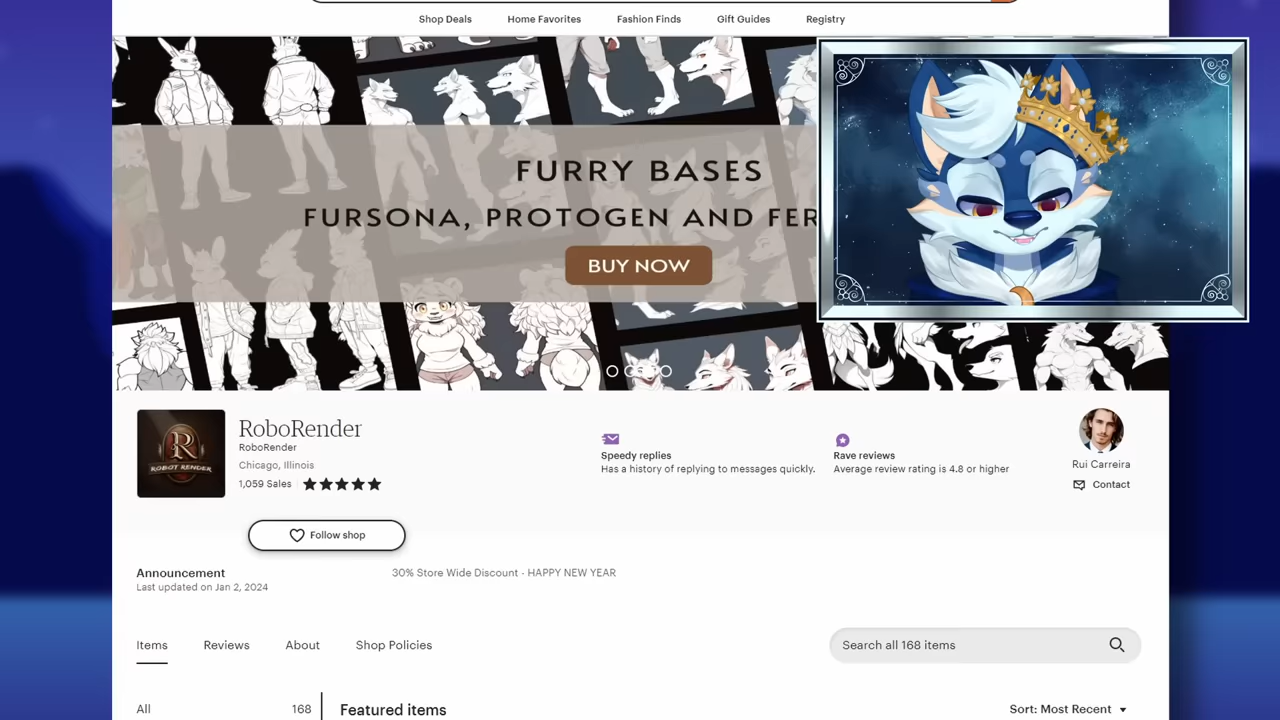 Shop Deals
Home Favorites
Fashion Finds
Gift Guides
Registry
FURRY BASES
FURSONA, PROTOGEN AND FER
BUY NOW
R
ROBOT RENDER
RoboRender
RoboRender
Chicago, Illinois
1,059 Sales
Speedy replies
Has a history of replying to messages quickly.
Rave reviews
Average review rating is 4.8 or higher
Rui Carreira
Contact
Follow shop
Announcement
Last updated on Jan 2, 2024
30% Store Wide Discount - HAPPY NEW YEAR
Items
Reviews
About
Shop Policies
Search all 168 items
All
168
Featured items
Sort: Most Recent